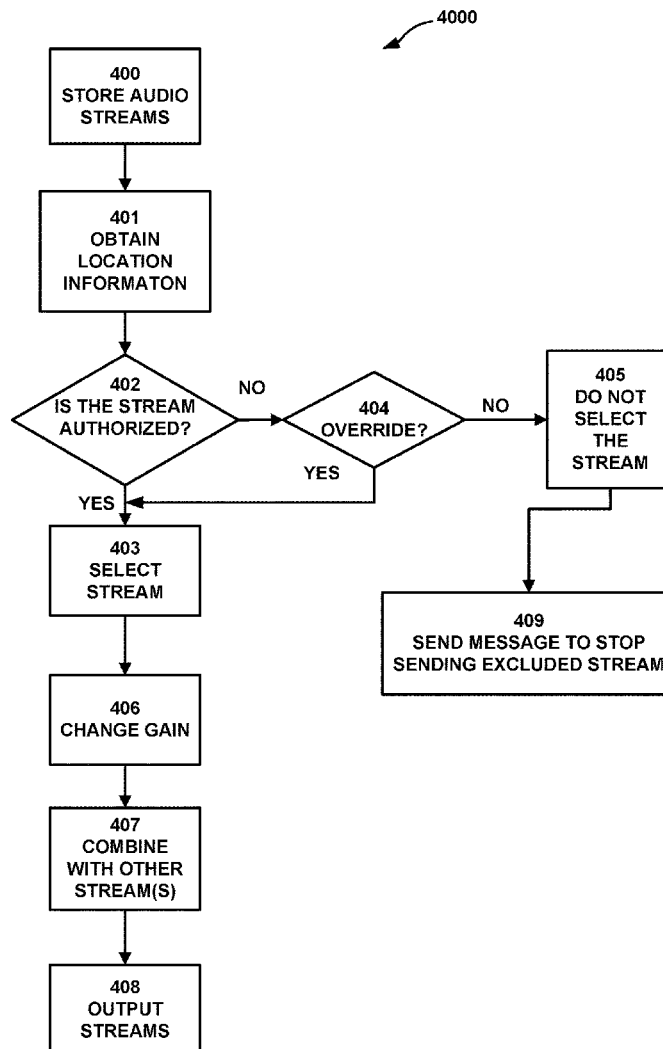 4000
400
STORE AUDIO
STREAMS
401
OBTAIN
LOCATION
INFORMATON
402
IS THE STREAM
AUTHORIZED?
NO
404
OVERRIDE?
NO
405
DO NOT
SELECT
THE
STREAM
YES
YES
403
SELECT
STREAM
409
SEND MESSAGE TO STOP
SENDING EXCLUDED STREAM
406
CHANGE GAIN
407
COMBINE
WITH OTHER
STREAM(S)
408
OUTPUT
STREAMS